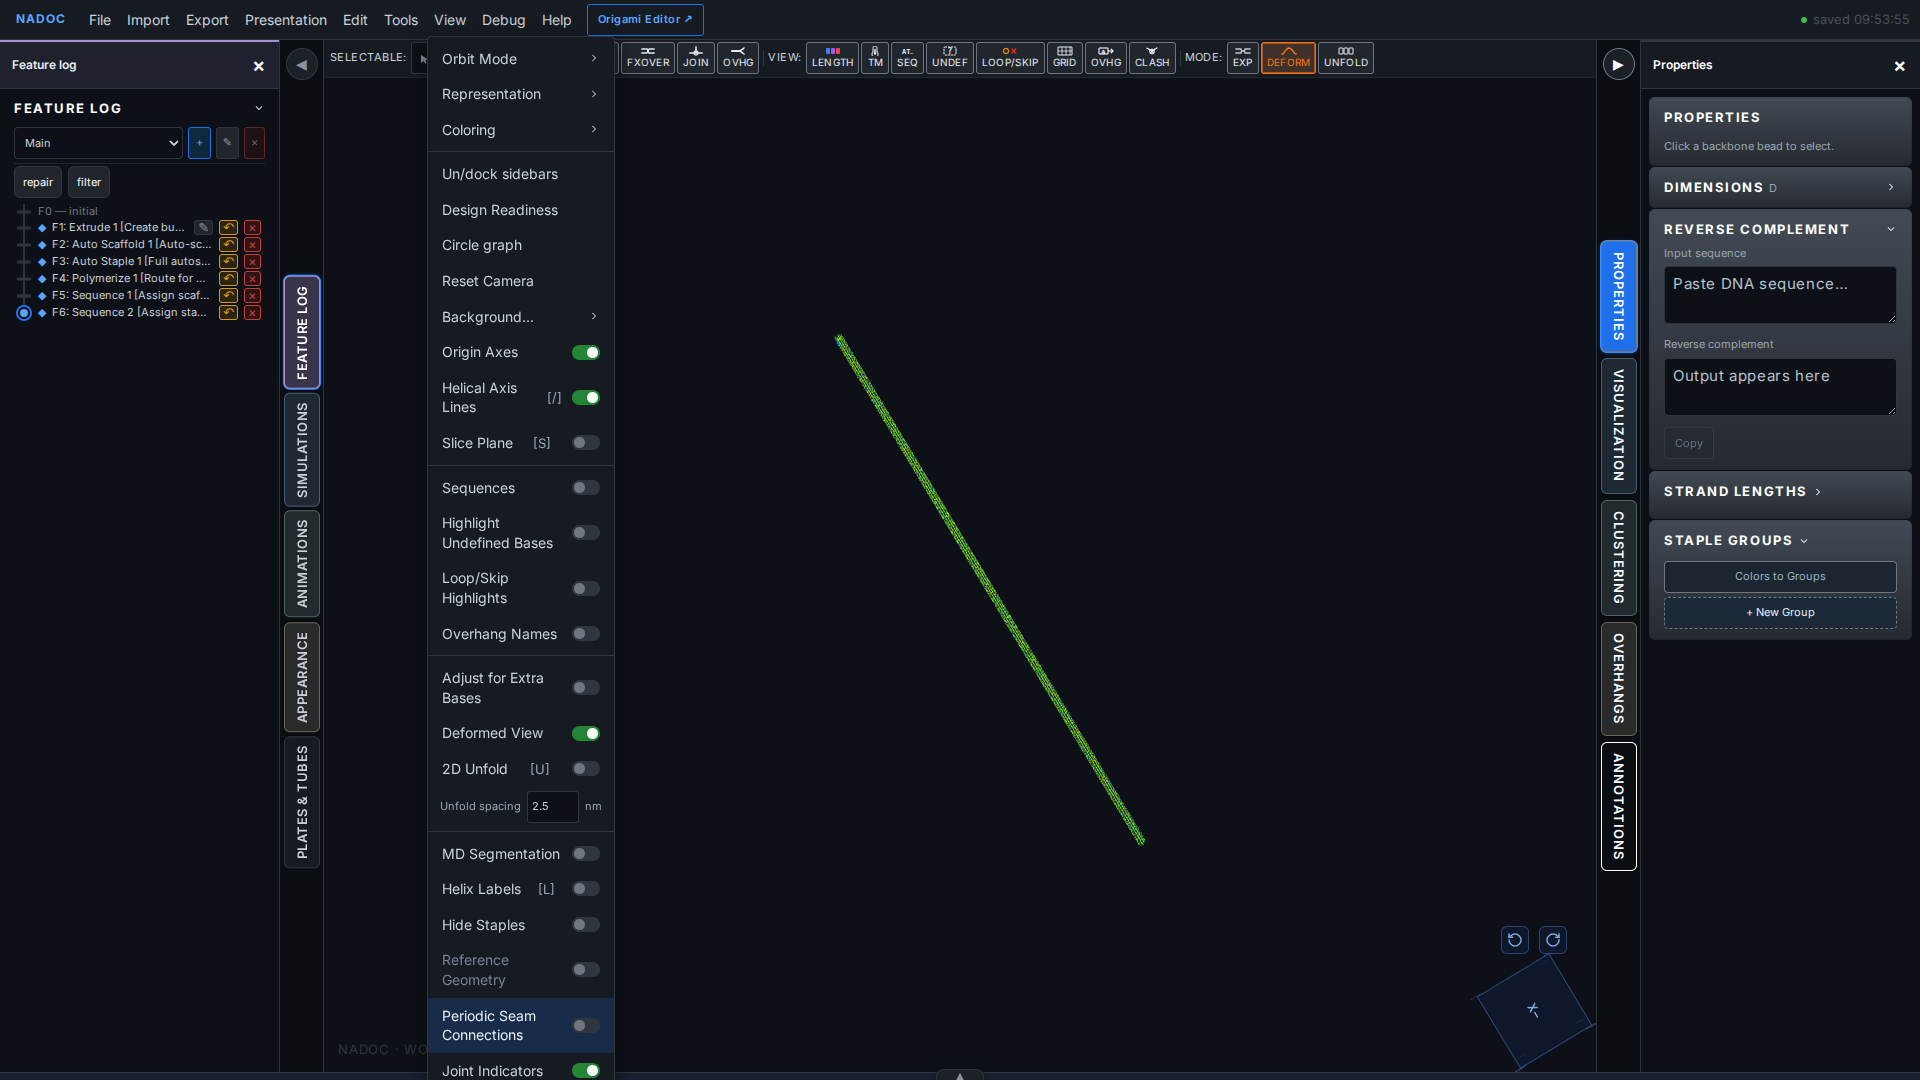 NADOC File Import Export Presentation Edit Tools View Debug Help Origami Editor ↗ saved 09:53:55
Feature log
FEATURE LOG
Main
repair filter
F0 — initial
F1: Extrude 1 [Create bu...
F2: Auto Scaffold 1 [Auto-sc...
F3: Auto Staple 1 [Full autos...
F4: Polymerize 1 [Route for ...
F5: Sequence 1 [Assign scaf...
F6: Sequence 2 [Assign sta...
FEATURE LOG
SIMULATIONS
ANIMATIONS
APPEARANCE
PLATES & TUBES
SELECTABLE: FXOVER JOIN OVHG VIEW: LENGTH TM SEQ UNDEF LOOP/SKIP GRID OVHG CLASH MODE: EXP DEFORM UNFOLD
Orbit Mode
Representation
Coloring
Un/dock sidebars
Design Readiness
Circle graph
Reset Camera
Background...
Origin Axes
Helical Axis
Lines [/]
Slice Plane [S]
Sequences
Highlight
Undefined Bases
Loop/Skip
Highlights
Overhang Names
Adjust for Extra
Bases
Deformed View
2D Unfold [U]
Unfold spacing 2.5 nm
MD Segmentation
Helix Labels [L]
Hide Staples
Reference
Geometry
Periodic Seam
Connections
Joint Indicators
NADOC · WO
PROPERTIES
VISUALIZATION
CLUSTERING
OVERHANGS
ANNOTATIONS
Properties
PROPERTIES
Click a backbone bead to select.
DIMENSIONS D
REVERSE COMPLEMENT
Input sequence
Paste DNA sequence...
Reverse complement
Output appears here
Copy
STRAND LENGTHS
STAPLE GROUPS
Colors to Groups
+ New Group